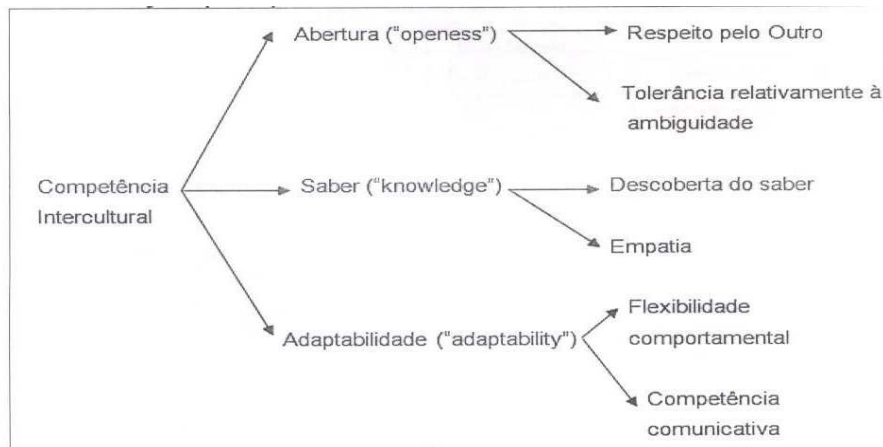 Abertura ("openess")
Respeito pelo Outro
Tolerância relativamente à
ambiguidade
Competência
Intercultural
Saber ("knowledge")
Descoberta do saber
Empatia
Adaptabilidade ("adaptability")
Flexibilidade
comportamental
Competência
comunicativa